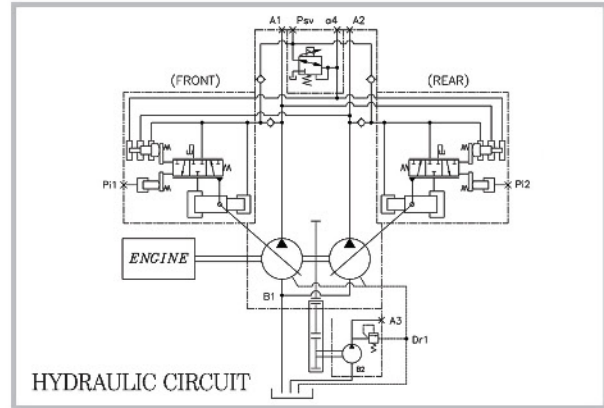 A1 Psv a4 A2
(FRONT) (REAR)
Pi1 Pi2
ENGINE
B1
A3
Dr1
B2
HYDRAULIC CIRCUIT